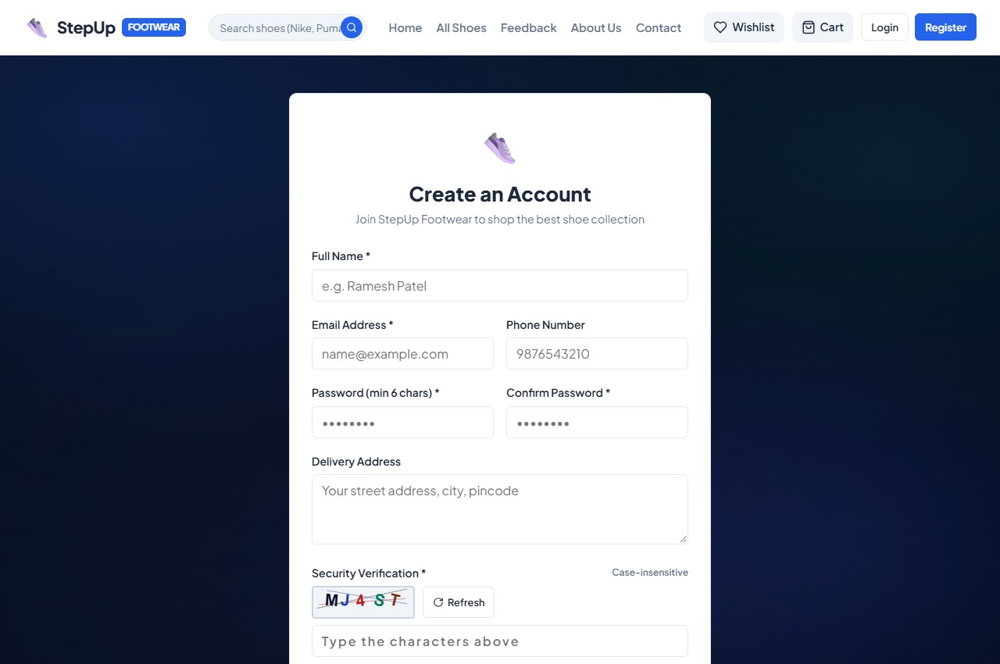 StepUp FOOTWEAR Search shoes (Nike, Puma Home All Shoes Feedback About Us Contact Wishlist Cart Login Register
Create an Account
Join StepUp Footwear to shop the best shoe collection
Full Name *
e.g. Ramesh Patel
Email Address * Phone Number
name@example.com 9876543210
Password (min 6 chars) * Confirm Password *
•••••••• ••••••••
Delivery Address
Your street address, city, pincode
Security Verification * Case-insensitive
MJ4ST Refresh
Type the characters above